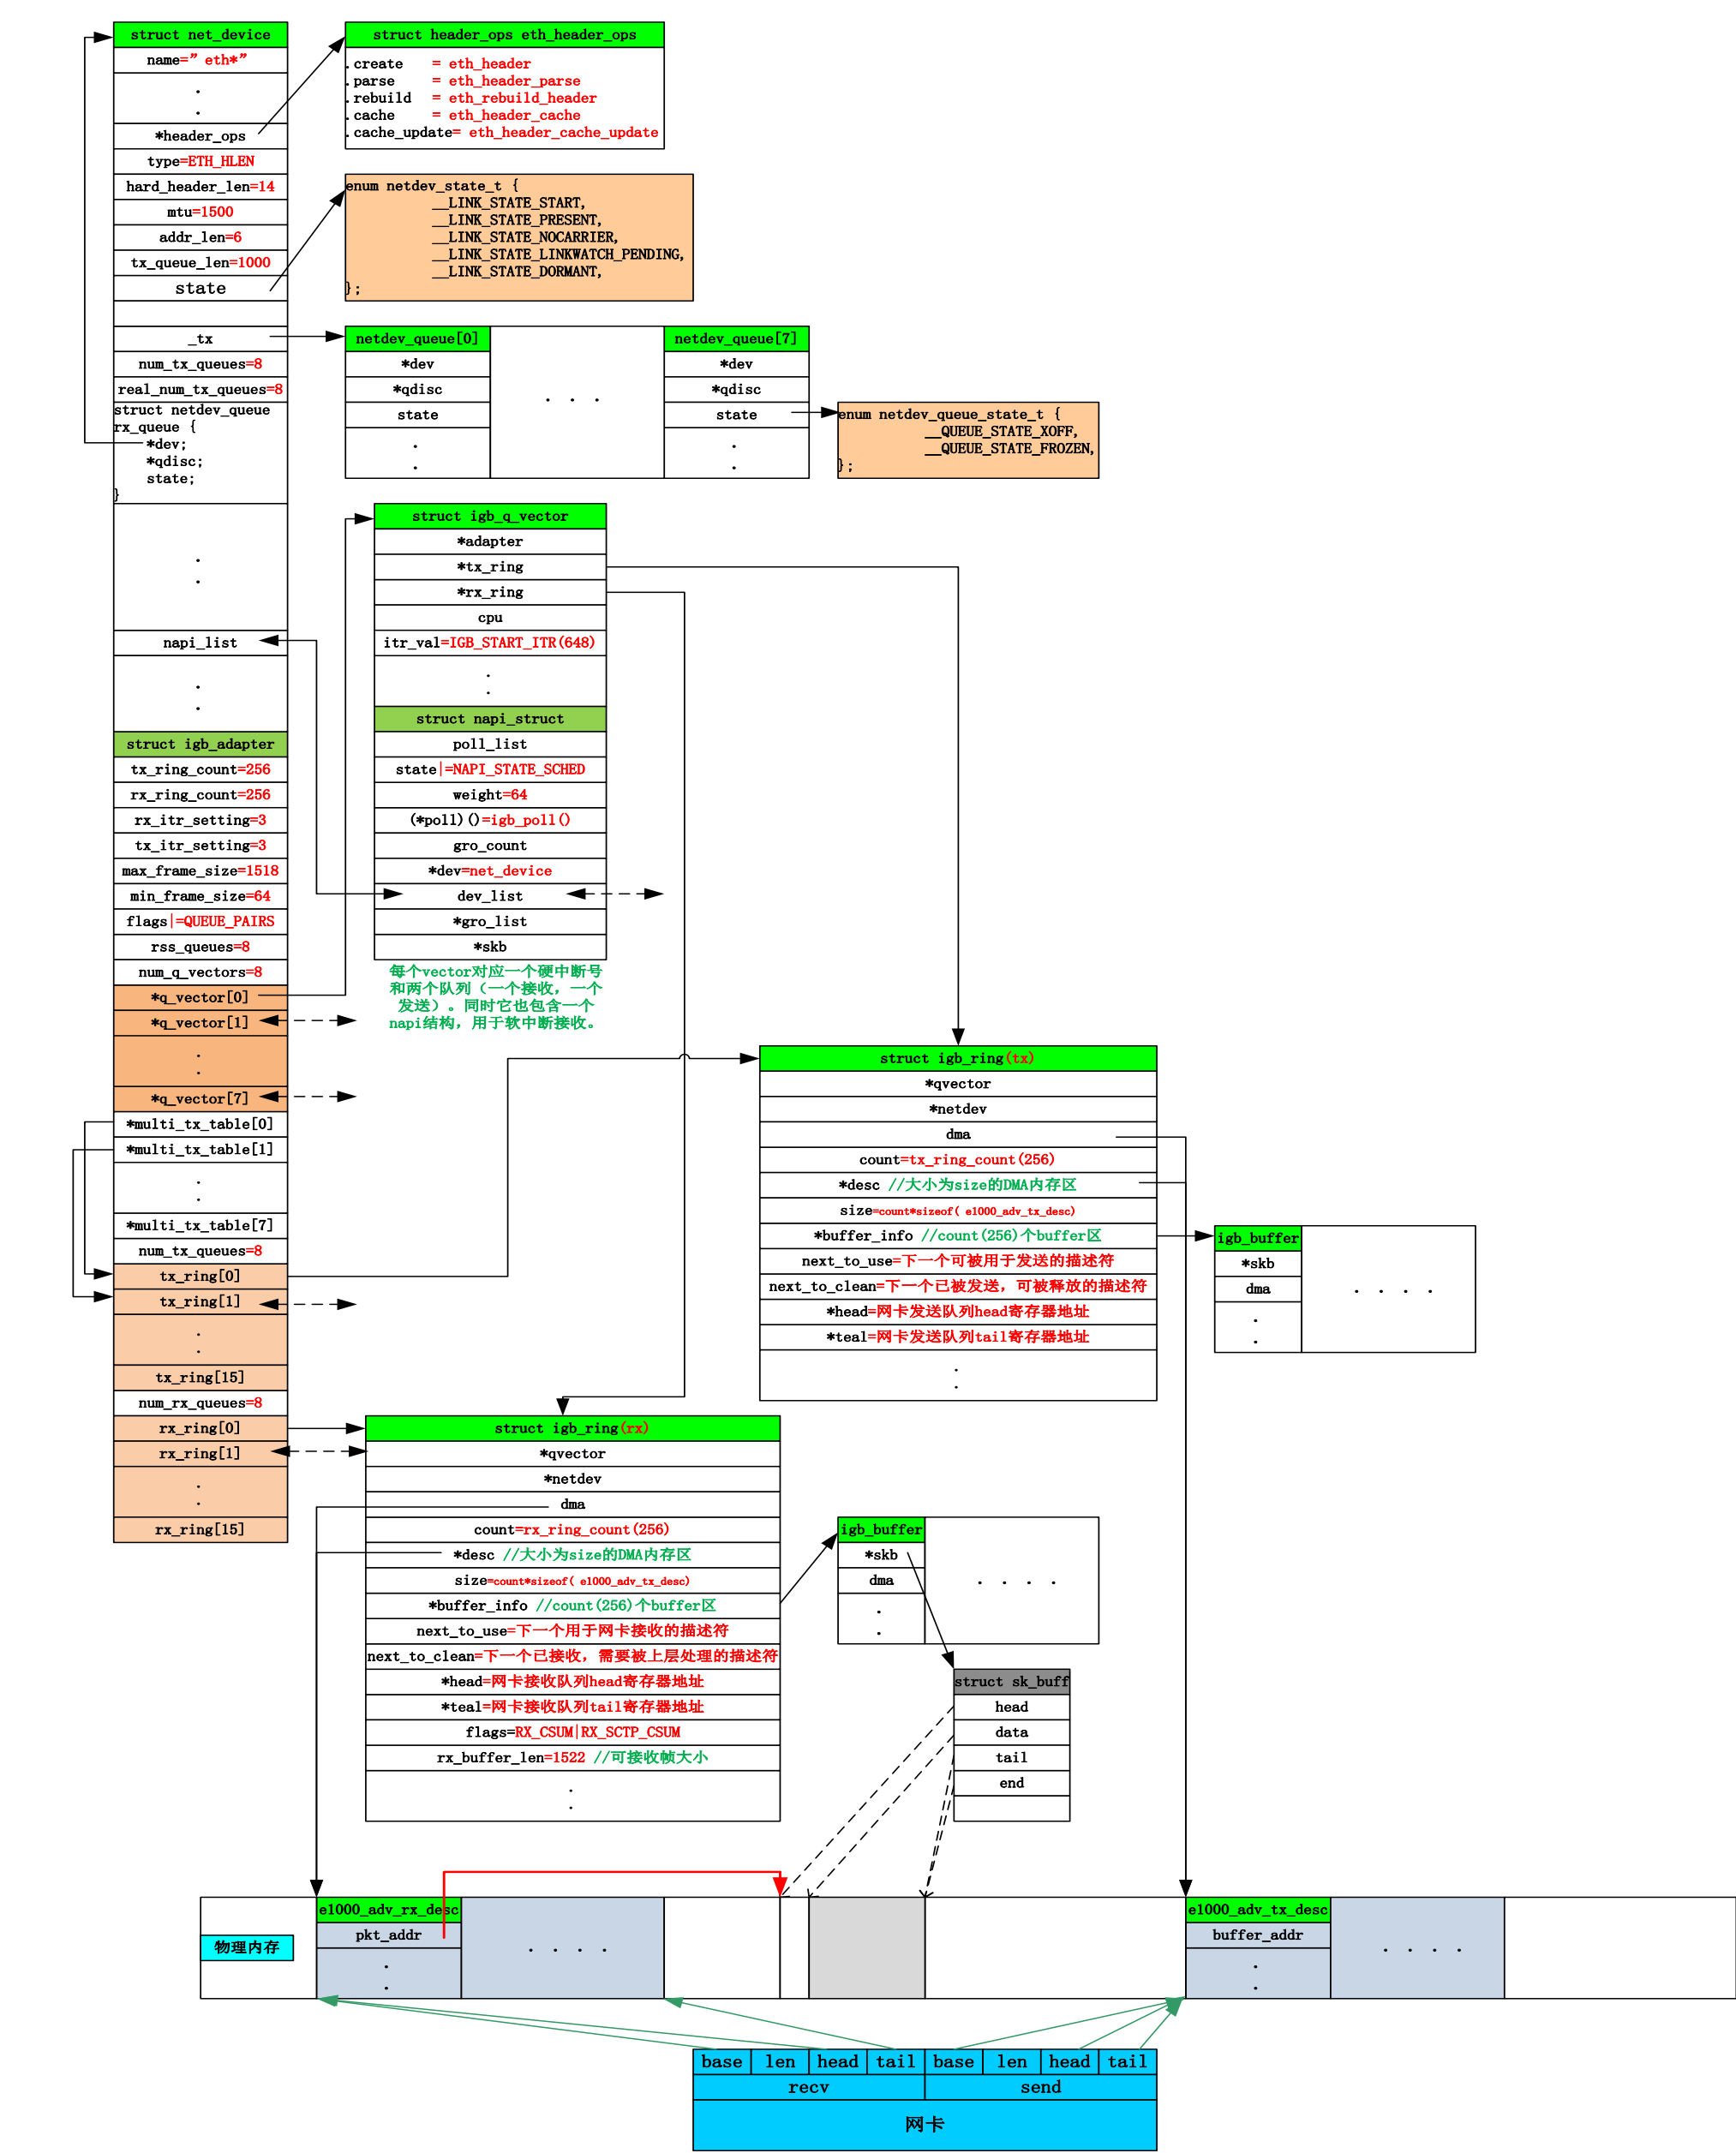 struct net_device
name=” eth*”
.
.
*header_ops
type=ETH_HLEN
hard_header_len=14
mtu=1500
addr_len=6
tx_queue_len=1000
state
_tx
num_tx_queues=8
real_num_tx_queues=8
struct netdev_queue
rx_queue {
*dev;
*qdisc;
state;
}
.
.
napi_list
.
.
struct igb_adapter
tx_ring_count=256
rx_ring_count=256
rx_itr_setting=3
tx_itr_setting=3
max_frame_size=1518
min_frame_size=64
flags|=QUEUE_PAIRS
rss_queues=8
num_q_vectors=8
*q_vector[0]
*q_vector[1]
.
.
*q_vector[7]
*multi_tx_table[0]
*multi_tx_table[1]
.
.
*multi_tx_table[7]
num_tx_queues=8
tx_ring[0]
tx_ring[1]
.
.
tx_ring[15]
num_rx_queues=8
rx_ring[0]
rx_ring[1]
.
.
rx_ring[15]
struct header_ops eth_header_ops
.create = eth_header
.parse = eth_header_parse
.rebuild = eth_rebuild_header
.cache = eth_header_cache
.cache_update= eth_header_cache_update
enum netdev_state_t {
__LINK_STATE_START,
__LINK_STATE_PRESENT,
__LINK_STATE_NOCARRIER,
__LINK_STATE_LINKWATCH_PENDING,
__LINK_STATE_DORMANT,
};
netdev_queue[0]
*dev
*qdisc
state
.
.
. . .
netdev_queue[7]
*dev
*qdisc
state
.
.
enum netdev_queue_state_t {
__QUEUE_STATE_XOFF,
__QUEUE_STATE_FROZEN,
};
struct igb_q_vector
*adapter
*tx_ring
*rx_ring
cpu
itr_val=IGB_START_ITR(648)
.
.
struct napi_struct
poll_list
state|=NAPI_STATE_SCHED
weight=64
(*poll)()=igb_poll()
gro_count
*dev=net_device
dev_list
*gro_list
*skb
每个vector对应一个硬中断号
和两个队列（一个接收，一个
发送）。同时它也包含一个
napi结构，用于软中断接收。
struct igb_ring(tx)
*qvector
*netdev
dma
count=tx_ring_count(256)
*desc //大小为size的DMA内存区
size=count*sizeof( e1000_adv_tx_desc)
*buffer_info //count(256)个buffer区
next_to_use=下一个可被用于发送的描述符
next_to_clean=下一个已被发送，可被释放的描述符
*head=网卡发送队列head寄存器地址
*teal=网卡发送队列tail寄存器地址
.
.
igb_buffer
*skb
dma
.
.
. . . .
struct igb_ring(rx)
*qvector
*netdev
dma
count=rx_ring_count(256)
*desc //大小为size的DMA内存区
size=count*sizeof( e1000_adv_tx_desc)
*buffer_info //count(256)个buffer区
next_to_use=下一个用于网卡接收的描述符
next_to_clean=下一个已接收，需要被上层处理的描述符
*head=网卡接收队列head寄存器地址
*teal=网卡接收队列tail寄存器地址
flags=RX_CSUM|RX_SCTP_CSUM
rx_buffer_len=1522 //可接收帧大小
.
.
igb_buffer
*skb
dma
.
.
. . . .
struct sk_buff
head
data
tail
end
物理内存
e1000_adv_rx_desc
pkt_addr
.
.
. . . .
e1000_adv_tx_desc
buffer_addr
.
.
. . . .
base len head tail base len head tail
recv send
网卡